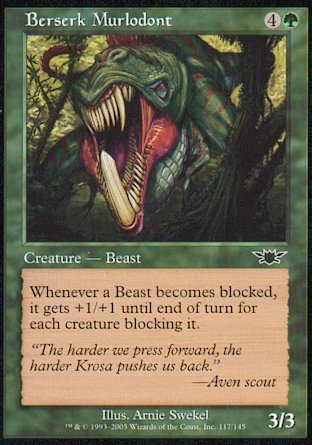 Berserk Murlodont 4
Creature — Beast
Whenever a Beast becomes blocked,
it gets +1/+1 until end of turn for
each creature blocking it.
"The harder we press forward, the
harder Krosa pushes us back."
—Aven scout
Illus. Arnie Swekel
™ & © 1993-2003 Wizards of the Coast, Inc. 117/145
3/3